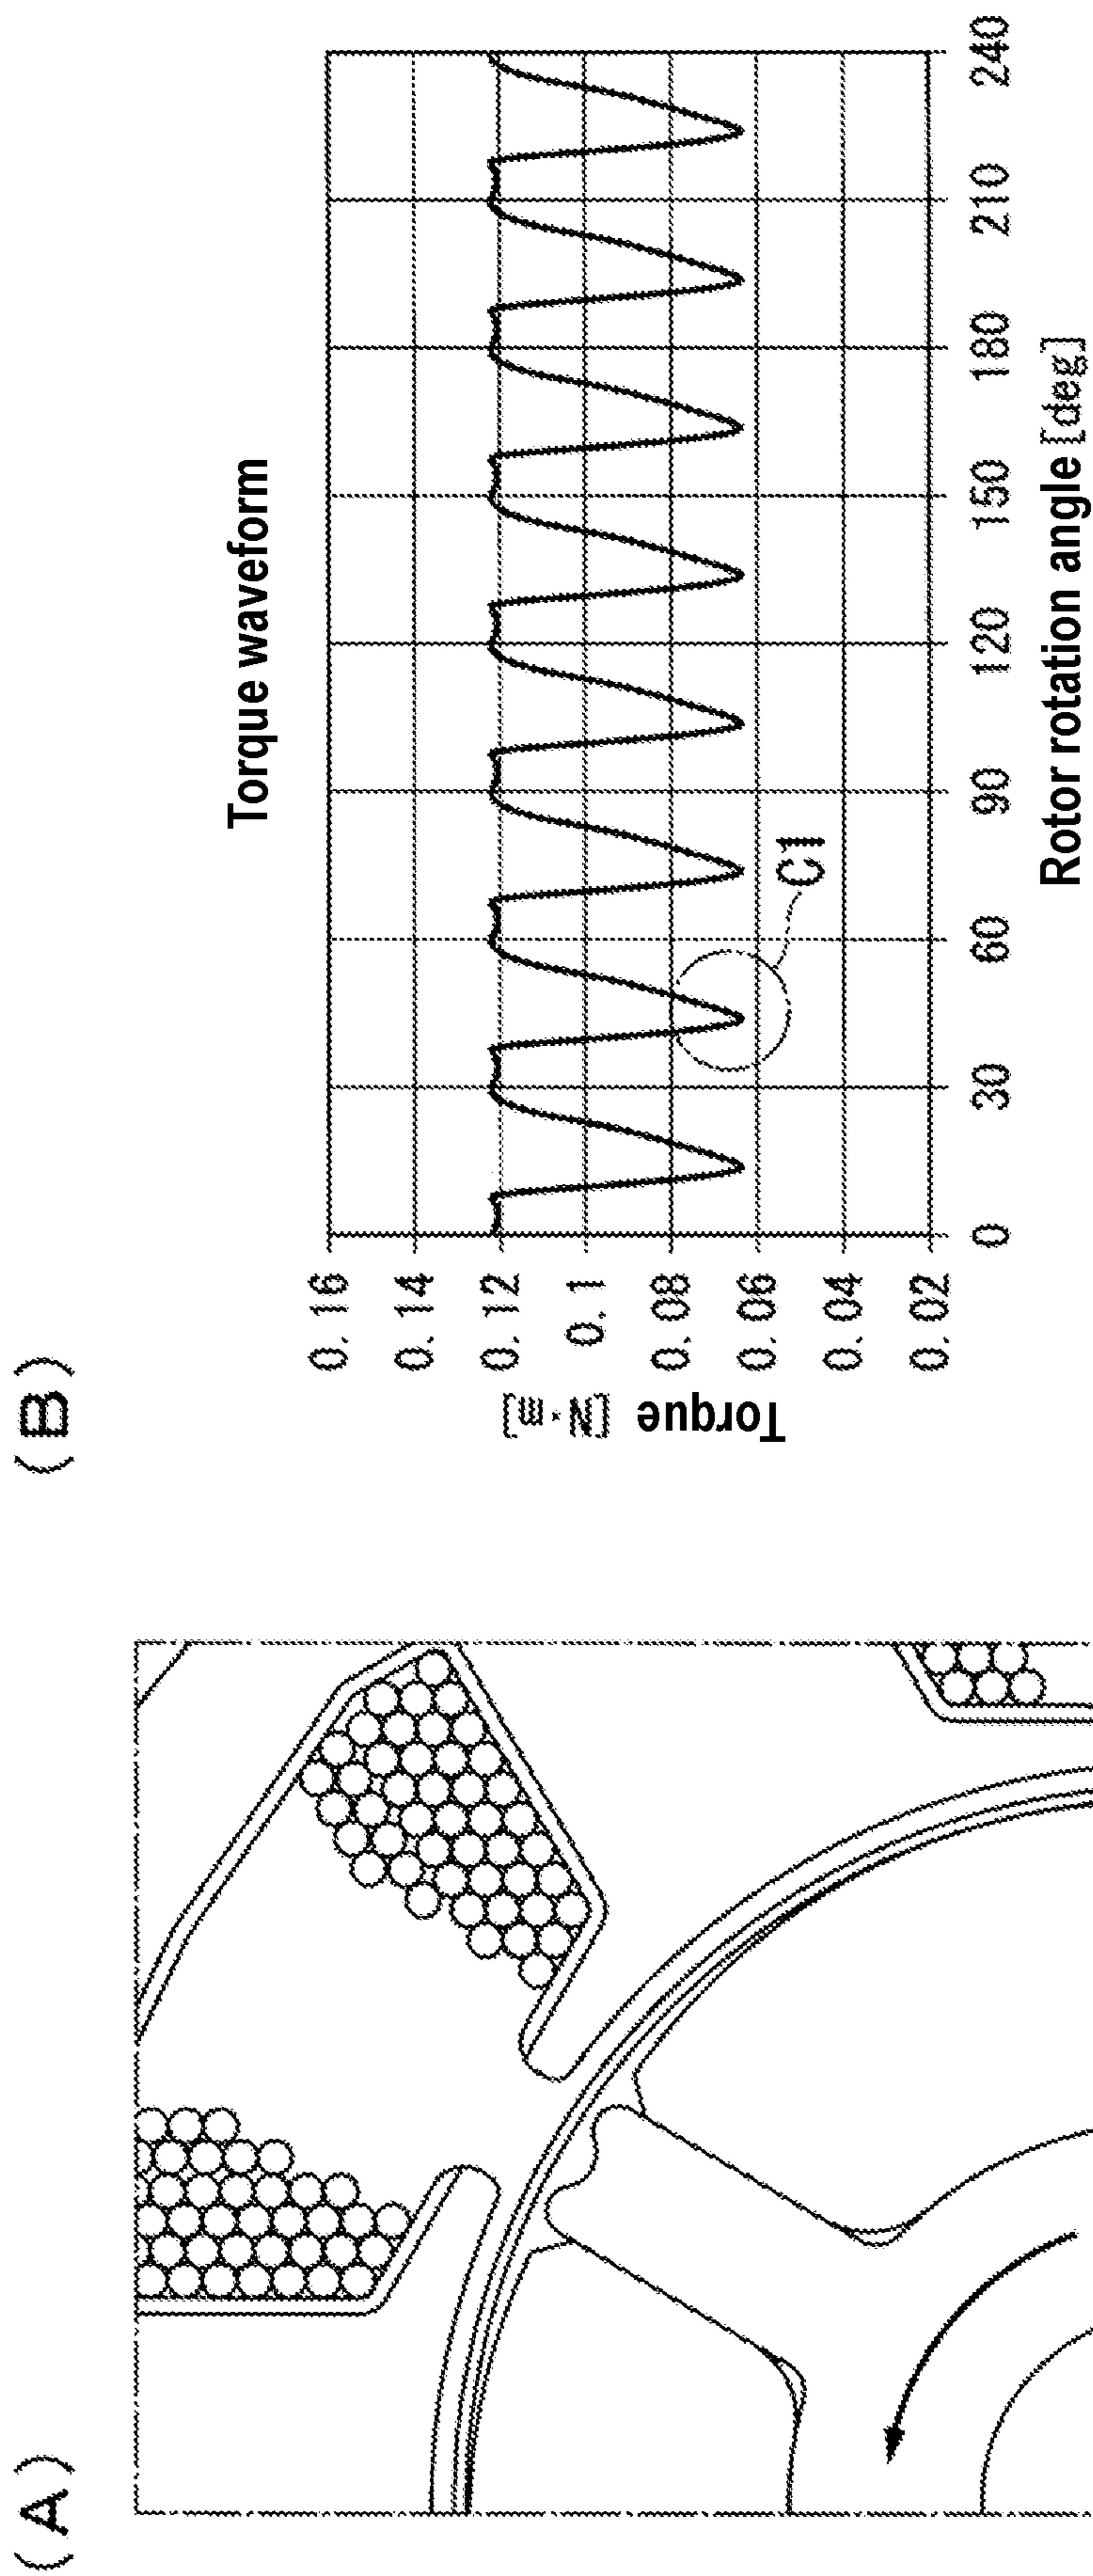 (A)
(B)
Torque waveform
Torque [N·m]
0.16
0.14
0.12
0.1
0.08
0.06
0.04
0.02
0 30 60 90 120 150 180 210 240
Rotor rotation angle [deg]
C1